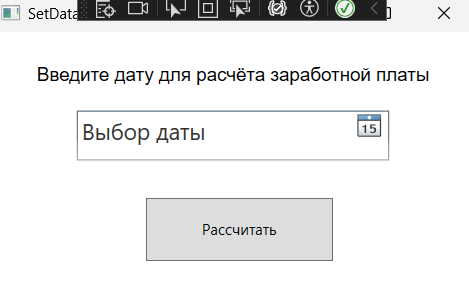 SetData
Введите дату для расчёта заработной платы
Выбор даты
15
Рассчитать